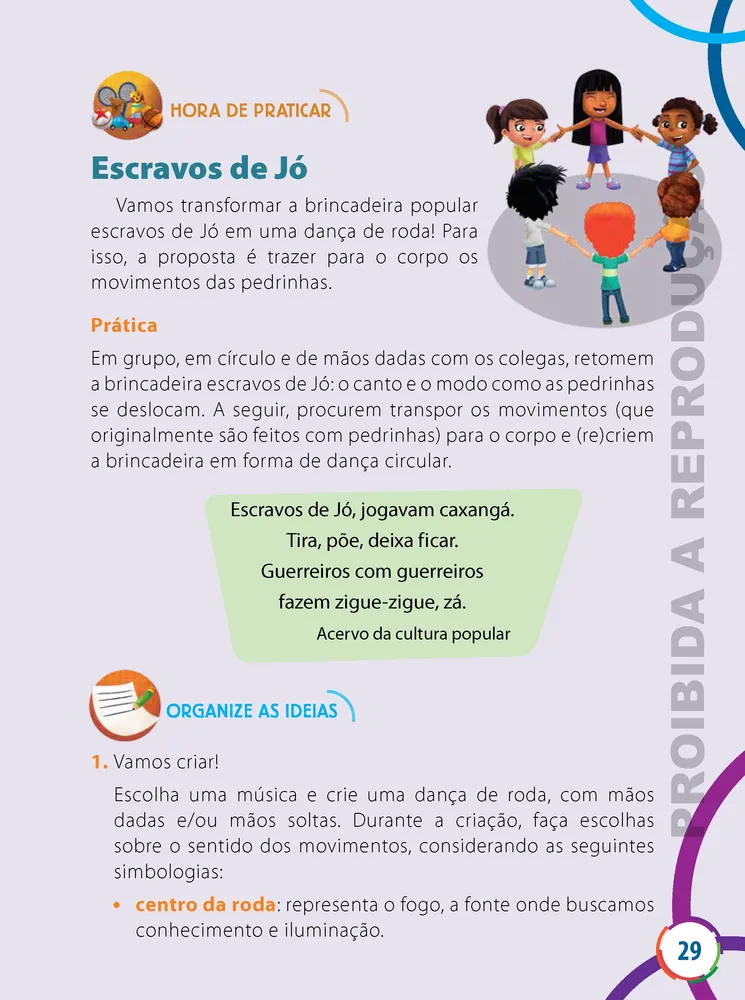 HORA DE PRATICAR
Escravos de Jó
Vamos transformar a brincadeira popular
escravos de Jó em uma dança de roda! Para
isso, a proposta é trazer para o corpo os
movimentos das pedrinhas.
Prática
Em grupo, em círculo e de mãos dadas com os colegas, retomem
a brincadeira escravos de Jó: o canto e o modo como as pedrinhas
se deslocam. A seguir, procurem transpor os movimentos (que
originalmente são feitos com pedrinhas) para o corpo e (re)criem
a brincadeira em forma de dança circular.
Escravos de Jó, jogavam caxangá.
Tira, põe, deixa ficar.
Guerreiros com guerreiros
fazem zigue-zigue, zá.
Acervo da cultura popular
ORGANIZE AS IDEIAS
1. Vamos criar!
Escolha uma música e crie uma dança de roda, com mãos
dadas e/ou mãos soltas. Durante a criação, faça escolhas
sobre o sentido dos movimentos, considerando as seguintes
simbologias:
• centro da roda: representa o fogo, a fonte onde buscamos
conhecimento e iluminação.
29
PROIBIDA A REPRODUÇÃO